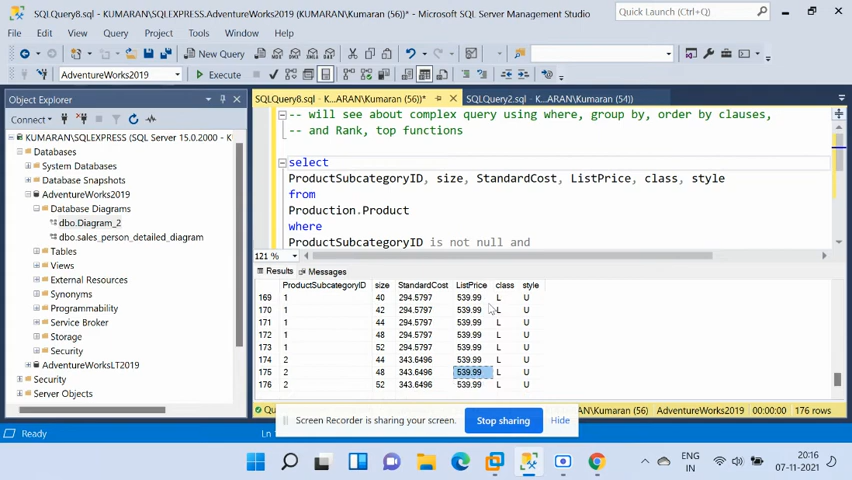 SQLQuery8.sql - KUMARAN\SQLEXPRESS.AdventureWorks2019 (KUMARAN\Kumaran (56))* - Microsoft SQL Server Management Studio
Quick Launch (Ctrl+Q)
File Edit View Query Project Tools Window Help
New Query
AdventureWorks2019
Execute
Object Explorer
SQLQuery8.sql - K...ARAN\Kumaran (56))*
SQLQuery2.sql - K...ARAN\Kumaran (54))
Connect
KUMARAN\SQLEXPRESS (SQL Server 15.0.2000 - K
Databases
System Databases
Database Snapshots
AdventureWorks2019
Database Diagrams
dbo.Diagram_2
dbo.sales_person_detailed_diagram
Tables
Views
External Resources
Synonyms
Programmability
Service Broker
Storage
Security
AdventureWorksLT2019
Security
Server Objects
-- will see about complex query using where, group by, order by clauses,
-- and Rank, top functions
select
ProductSubcategoryID, size, StandardCost, ListPrice, class, style
from
Production.Product
where
ProductSubcategoryID is not null and
121 %
Results Messages
ProductSubcategoryID size StandardCost ListPrice class style
169 1 40 294.5797 539.99 L U
170 1 42 294.5797 539.99 L U
171 1 44 294.5797 539.99 L U
172 1 48 294.5797 539.99 L U
173 1 52 294.5797 539.99 L U
174 2 44 343.6496 539.99 L U
175 2 48 343.6496 539.99 L U
176 2 52 343.6496 539.99 L U
KUMARAN\Kumaran (56) AdventureWorks2019 00:00:00 176 rows
Screen Recorder is sharing your screen. Stop sharing Hide
Ready
ENG
IN
20:16
07-11-2021